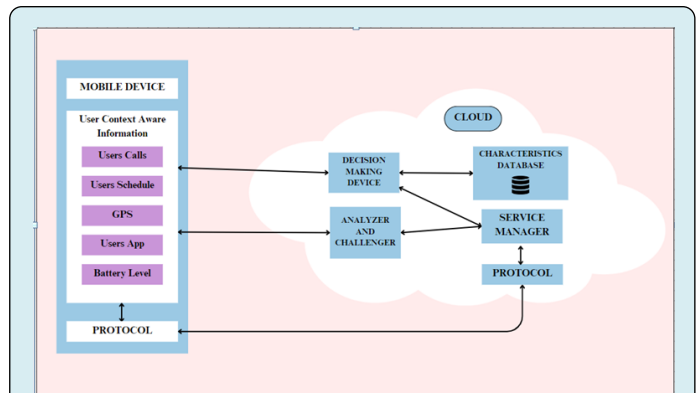 MOBILE DEVICE
User Context Aware
Information
Users Calls
Users Schedule
GPS
Users App
Battery Level
PROTOCOL
CLOUD
DECISION
MAKING
DEVICE
CHARACTERISTICS
DATABASE
ANALYZER
AND
CHALLENGER
SERVICE
MANAGER
PROTOCOL